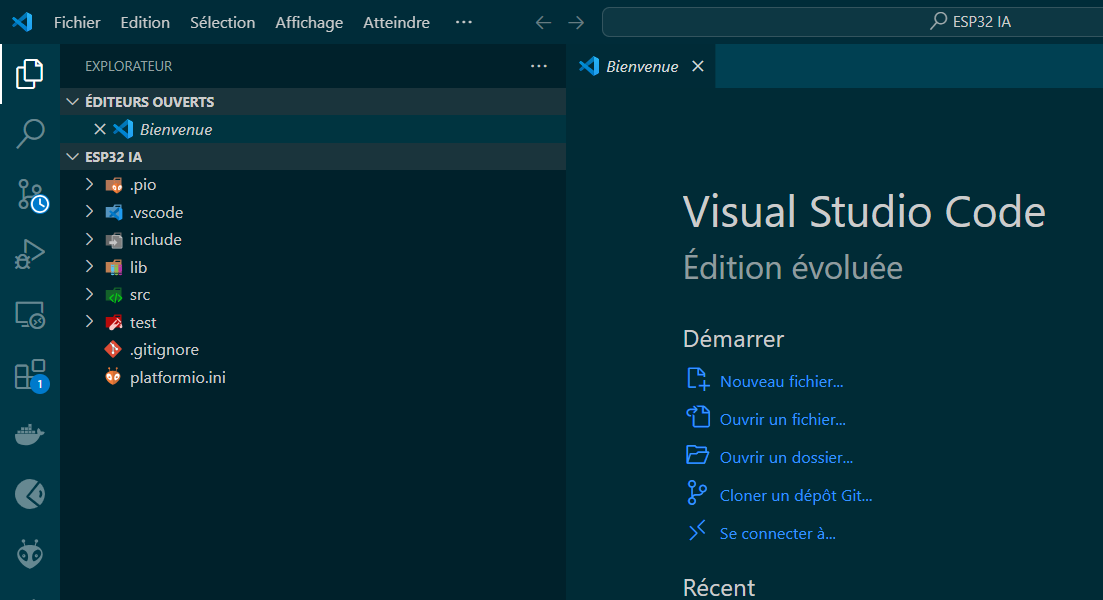 Fichier Edition Sélection Affichage Atteindre ··· ESP32 IA
EXPLORATEUR ···
Bienvenue
ÉDITEURS OUVERTS
Bienvenue
ESP32 IA
.pio
.vscode
include
lib
src
test
.gitignore
platformio.ini
1
Visual Studio Code
Édition évoluée
Démarrer
Nouveau fichier...
Ouvrir un fichier...
Ouvrir un dossier...
Cloner un dépôt Git...
Se connecter à...
Récent